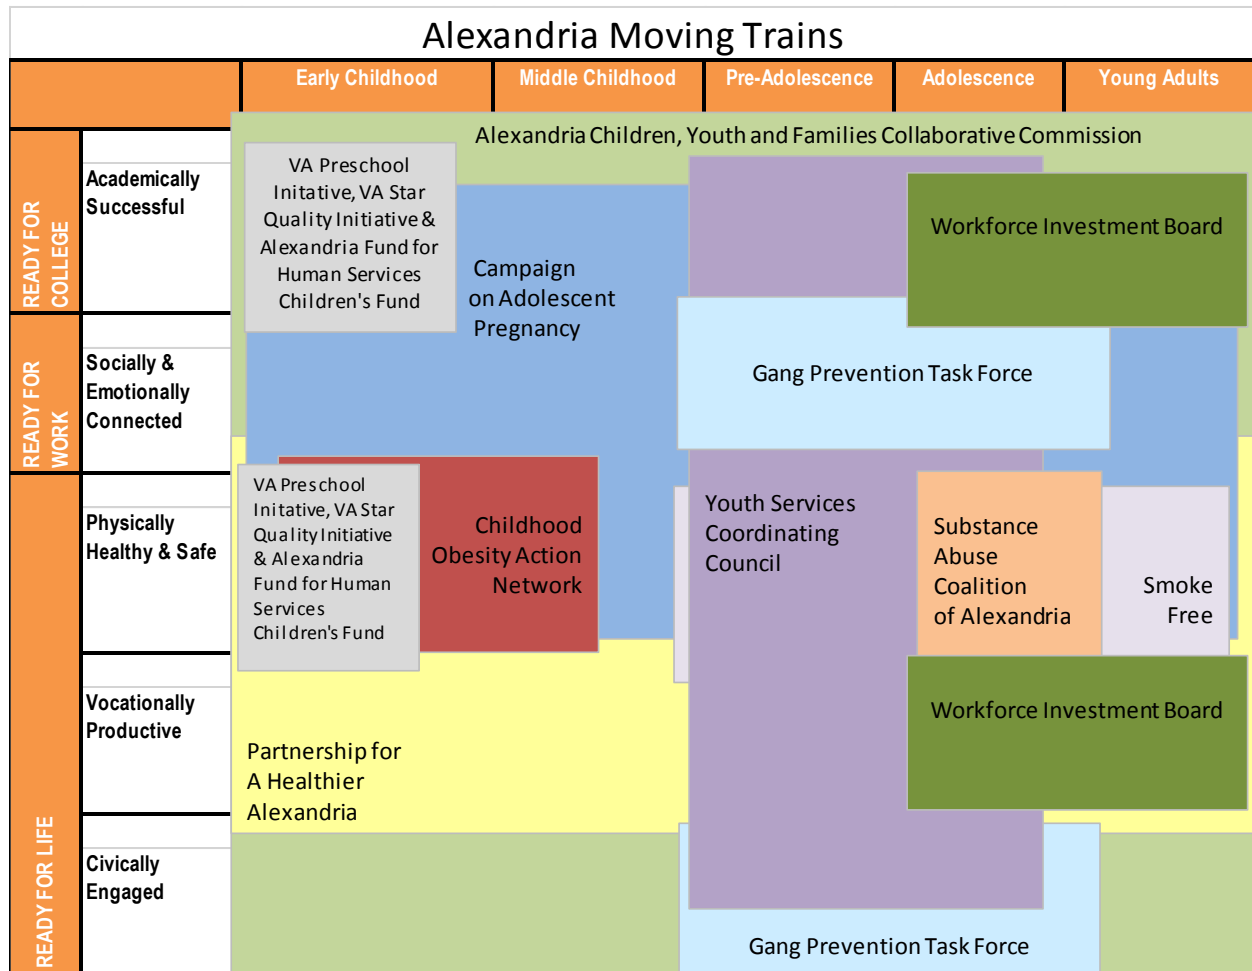 Alexandria Moving Trains
Early Childhood
Middle Childhood
Pre-Adolescence
Adolescence
Young Adults
Alexandria Children, Youth and Families Collaborative Commission
READY FOR
COLLEGE
Academically
Successful
VA Preschool
Initative, VA Star
Quality Initiative &
Alexandria Fund for
Human Services
Children's Fund
Campaign
on Adolescent
Pregnancy
Workforce Investment Board
READY FOR
WORK
Socially &
Emotionally
Connected
Gang Prevention Task Force
READY FOR LIFE
Physically
Healthy & Safe
VA Preschool
Initative, VA Star
Quality Initiative
& Alexandria
Fund for Human
Services
Children's Fund
Childhood
Obesity Action
Network
Youth Services
Coordinating
Council
Substance
Abuse
Coalition
of Alexandria
Smoke
Free
Vocationally
Productive
Partnership for
A Healthier
Alexandria
Workforce Investment Board
Civically
Engaged
Gang Prevention Task Force